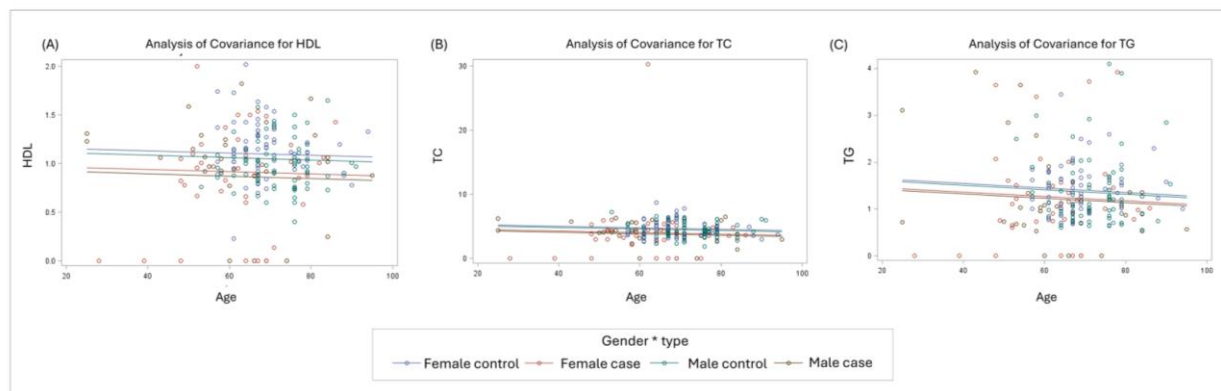 (A)
Analysis of Covariance for HDL
2.0
1.5
1.0
0.5
0.0
HDL
20
40
60
80
100
Age
(B)
Analysis of Covariance for TC
30
20
10
0
TC
20
40
60
80
100
Age
(C)
Analysis of Covariance for TG
4
3
2
1
0
TG
20
40
60
80
100
Age
Gender * type
Female control Female case Male control Male case